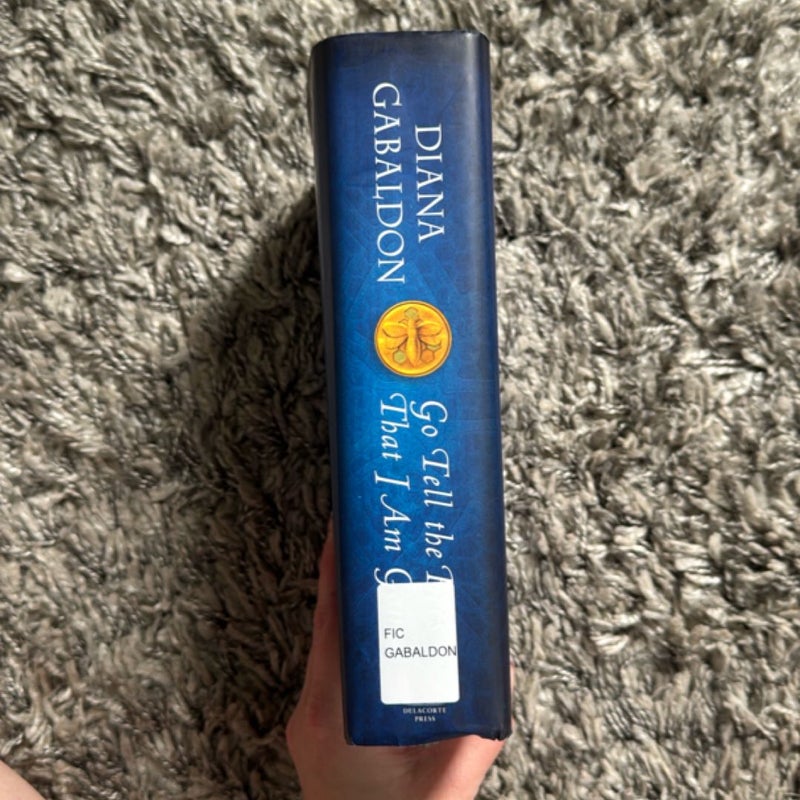 DIANA
GABALDON
Go Tell the
That I Am
FIC
GABALDON
DELACORTE
PRESS